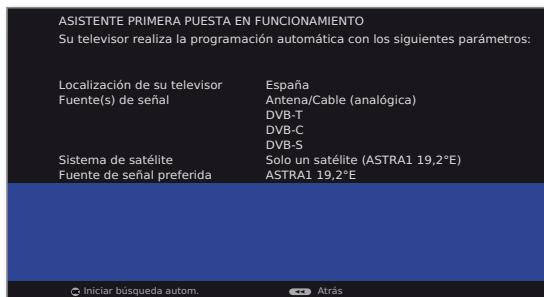 ASISTENTE PRIMERA PUESTA EN FUNCIONAMIENTO
Su televisor realiza la programación automática con los siguientes parámetros:
Localización de su televisor España
Fuente(s) de señal Antena/Cable (analógica)
DVB-T
DVB-C
DVB-S
Sistema de satélite Solo un satélite (ASTRA1 19,2°E)
Fuente de señal preferida ASTRA1 19,2°E
Iniciar búsqueda autom. Atrás